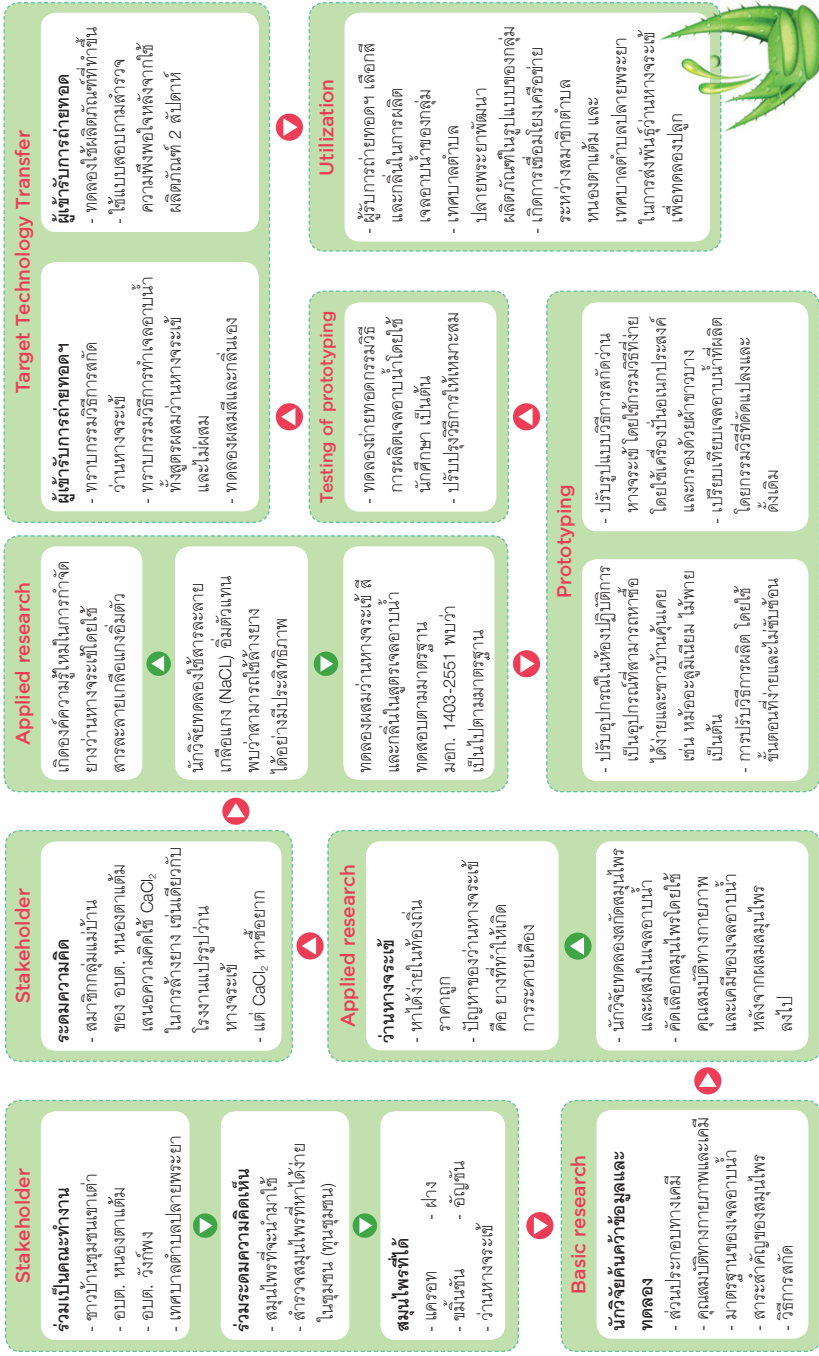 Stakeholder
ร่วมเป็นคณะทำงาน
- ชาวบ้านชุมชนเขาเต่า
- อบต. หนองตาแต้ม
- อบต. วังก์พง
- เทศบาลตำบลปลายพระยา
ร่วมระดมความคิดเห็น
- สมุนไพรที่จะนำมาใช้
- สำรวจสมุนไพรที่หาได้ง่าย
ในชุมชน (ทุนชุมชน)
สมุนไพรที่ได้
- แครอท - ฝาง
- ขมิ้นชัน - อัญชัน
- ว่านหางจระเข้
Basic research
นักวิจัยค้นคว้าข้อมูลและ
ทดลอง
- ส่วนประกอบทางเคมี
- คุณสมบัติทางกายภาพและเคมี
- มาตรฐานของเจลอาบน้ำ
- สาระสำคัญของสมุนไพร
- วิธีการสกัด
Stakeholder
ระดมความคิด
- สมาชิกกลุ่มแม่บ้าน
ของ อบต. หนองตาแต้ม
เสนอความคิดใช้ CaCl₂
ในการล้างยาง เช่นเดียวกับ
โรงงานแปรรูปว่าน
หางจระเข้
- แต่ CaCl₂ หาซื้อยาก
Applied research
ว่านหางจระเข้
- หาได้ง่ายในท้องถิ่น
ราคาถูก
- ปัญหาของว่านหางจระเข้
คือ ยางที่ทำให้เกิด
การระคายเคือง
- นักวิจัยทดลองสกัดสมุนไพร
และผสมในเจลอาบน้ำ
- คัดเลือกสมุนไพรโดยใช้
คุณสมบัติทางกายภาพ
และเคมีของเจลอาบน้ำ
หลังจากผสมสมุนไพร
ลงไป
Applied research
เกิดองค์ความรู้ใหม่ในการกำจัด
ยางว่านหางจระเข้โดยใช้
สารละลายเกลือแกงอิ่มตัว
นักวิจัยทดลองใช้สารละลาย
เกลือแกง (NaCL) อิ่มตัวแทน
พบว่าสามารถใช้ล้างยาง
ได้อย่างมีประสิทธิภาพ
ทดลองผสมว่านหางจระเข้ สี
และกลิ่นในสูตรเจลอาบน้ำ
ทดสอบตามมาตรฐาน
มอก. 1403-2551 พบว่า
เป็นไปตามมาตรฐาน
Prototyping
- ปรับอุปกรณ์ในห้องปฏิบัติการ
เป็นอุปกรณ์ที่สามารถหาซื้อ
ได้ง่ายและชาวบ้านคุ้นเคย
เช่น หม้ออะลูมิเนียม ไม้พาย
เป็นต้น
- การปรับวิธีการผลิต โดยใช้
ขั้นตอนที่ง่ายและไม่ซับซ้อน
- ปรับรูปแบบวิธีการสกัดว่าน
หางจระเข้ โดยใช้กรรมวิธีที่ง่าย
โดยใช้เครื่องปั่นอเนกประสงค์
และกรองด้วยผ้าขาวบาง
- เปรียบเทียบเจลอาบน้ำที่ผลิต
โดยกรรมวิธีที่ดัดแปลงและ
ดั้งเดิม
Testing of prototyping
- ทดลองถ่ายทอดกรรมวิธี
การผลิตเจลอาบน้ำโดยใช้
นักศึกษา เป็นต้น
- ปรับปรุงวิธีการให้เหมาะสม
Target Technology Transfer
ผู้เข้ารับการถ่ายทอดฯ
- ทราบกรรมวิธีการสกัด
ว่านหางจระเข้
- ทราบกรรมวิธีการทำเจลอาบน้ำ
ทั้งสูตรผสมว่านหางจระเข้
และไม่ผสม
- ทดลองผสมสีและกลิ่นเอง
ผู้เข้ารับการถ่ายทอด
- ทดลองใช้ผลิตภัณฑ์ที่ทำขึ้น
- ใช้แบบสอบถามสำรวจ
ความพึงพอใจหลังจากใช้
ผลิตภัณฑ์ 2 สัปดาห์
Utilization
- ผู้รับการถ่ายทอดฯ เลือกสี
และกลิ่นในการผลิต
เจลอาบน้ำของกลุ่ม
- เทศบาลตำบล
ปลายพระยาพัฒนา
ผลิตภัณฑ์ในรูปแบบของกลุ่ม
- เกิดการเชื่อมโยงเครือข่าย
ระหว่างสมาชิกตำบล
หนองตาแต้ม และ
เทศบาลตำบลปลายพระยา
ในการส่งพันธุ์ว่านหางจระเข้
เพื่อทดลองปลูก